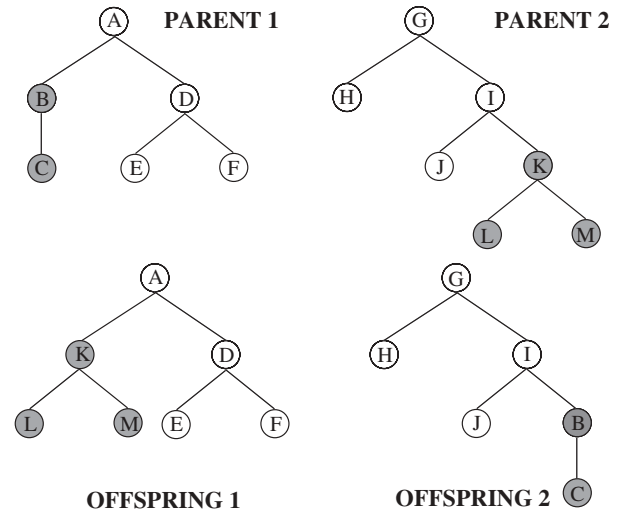 A PARENT 1 G PARENT 2
B D H I
C E F J K
L M
A G
K D H I
L M E F J B
OFFSPRING 1 OFFSPRING 2 C